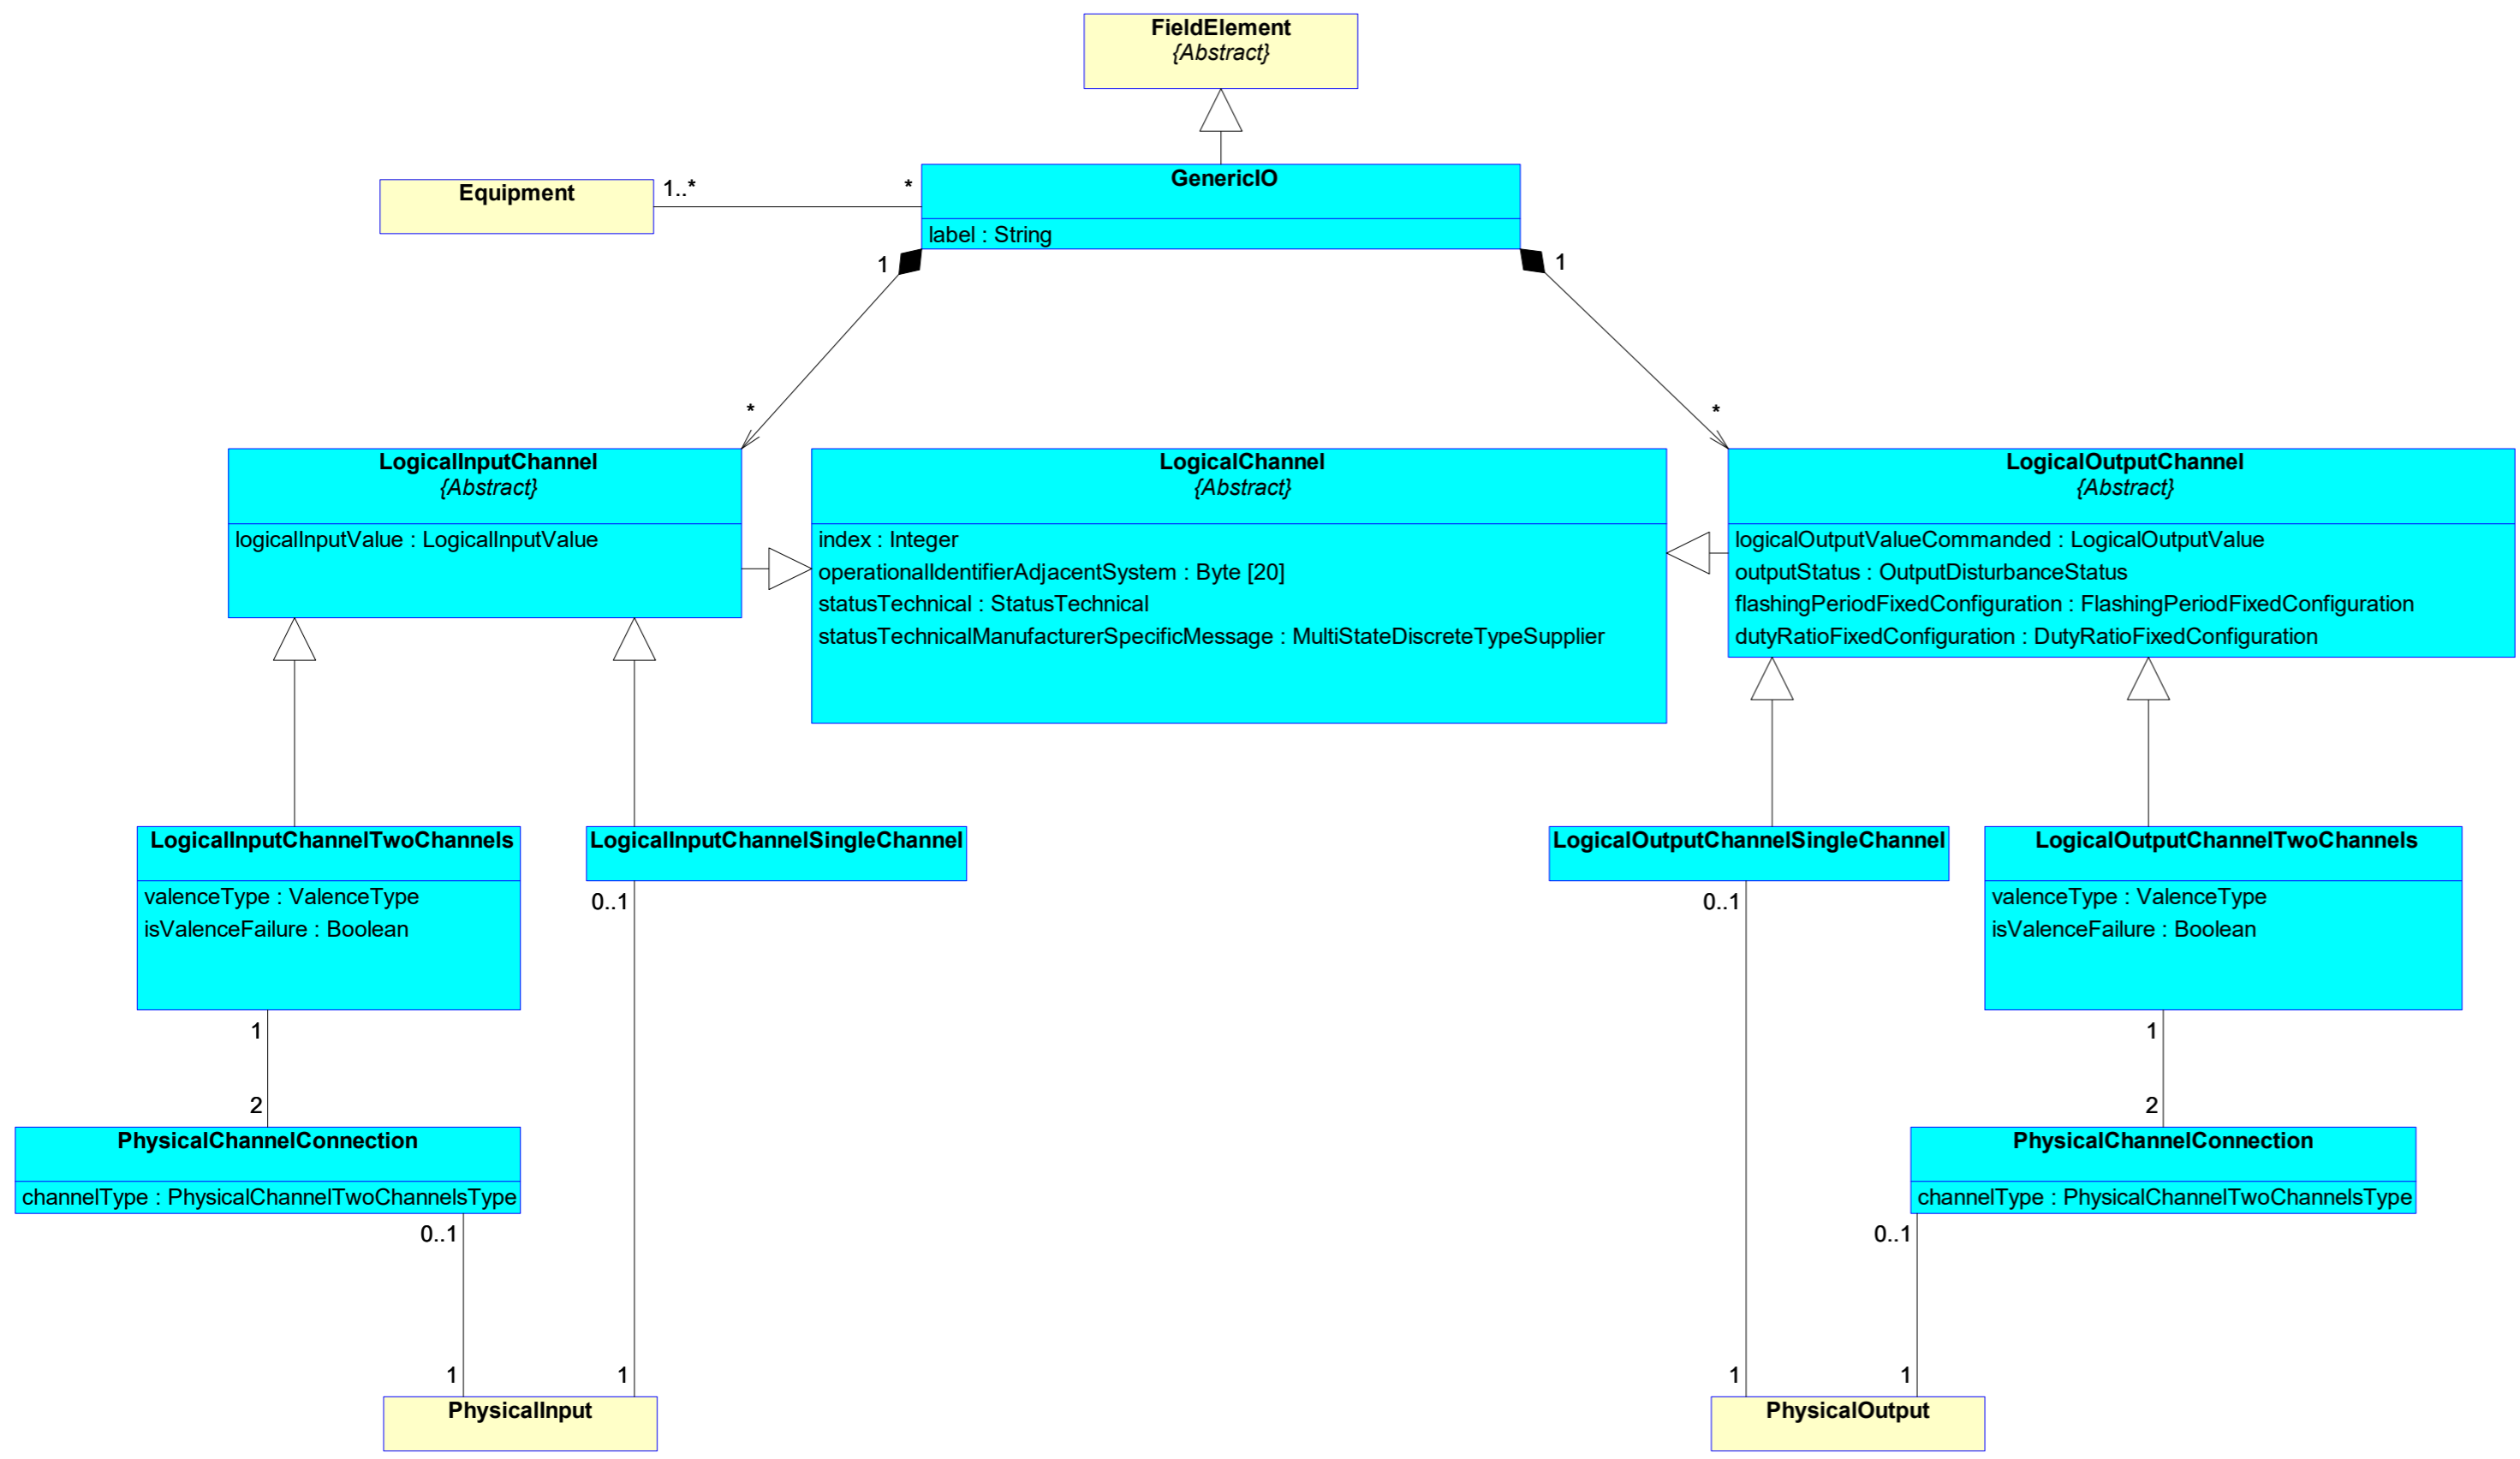 FieldElement
{Abstract}
GenericIO
label : String
Equipment
1..*
*
1
1
*
*
LogicalInputChannel
{Abstract}
logicalInputValue : LogicalInputValue
LogicalChannel
{Abstract}
index : Integer
operationalIdentifierAdjacentSystem : Byte [20]
statusTechnical : StatusTechnical
statusTechnicalManufacturerSpecificMessage : MultiStateDiscreteTypeSupplier
LogicalOutputChannel
{Abstract}
logicalOutputValueCommanded : LogicalOutputValue
outputStatus : OutputDisturbanceStatus
flashingPeriodFixedConfiguration : FlashingPeriodFixedConfiguration
dutyRatioFixedConfiguration : DutyRatioFixedConfiguration
LogicalInputChannelTwoChannels
valenceType : ValenceType
isValenceFailure : Boolean
LogicalInputChannelSingleChannel
0..1
LogicalOutputChannelSingleChannel
0..1
LogicalOutputChannelTwoChannels
valenceType : ValenceType
isValenceFailure : Boolean
1
2
1
2
PhysicalChannelConnection
channelType : PhysicalChannelTwoChannelsType
0..1
PhysicalChannelConnection
channelType : PhysicalChannelTwoChannelsType
0..1
1
1
1
1
PhysicalInput
PhysicalOutput